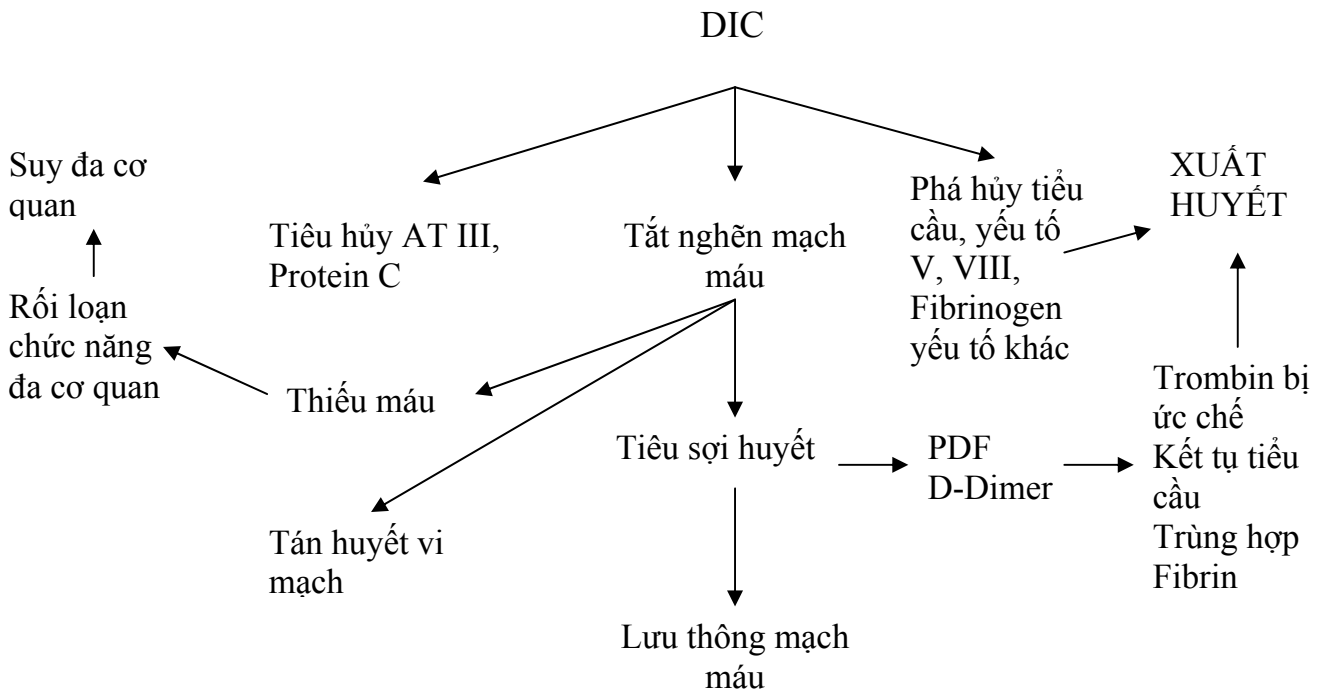 DIC
Suy đa cơ
quan
Rối loạn
chức năng
đa cơ quan
Tiêu hủy AT III,
Protein C
Tắt nghẽn mạch
máu
Phá hủy tiểu
cầu, yếu tố
V, VIII,
Fibrinogen
yếu tố khác
XUẤT
HUYẾT
Thiếu máu
Tán huyết vi
mạch
Tiêu sợi huyết
PDF
D-Dimer
Trombin bị
ức chế
Kết tụ tiểu
cầu
Trùng hợp
Fibrin
Lưu thông mạch
máu